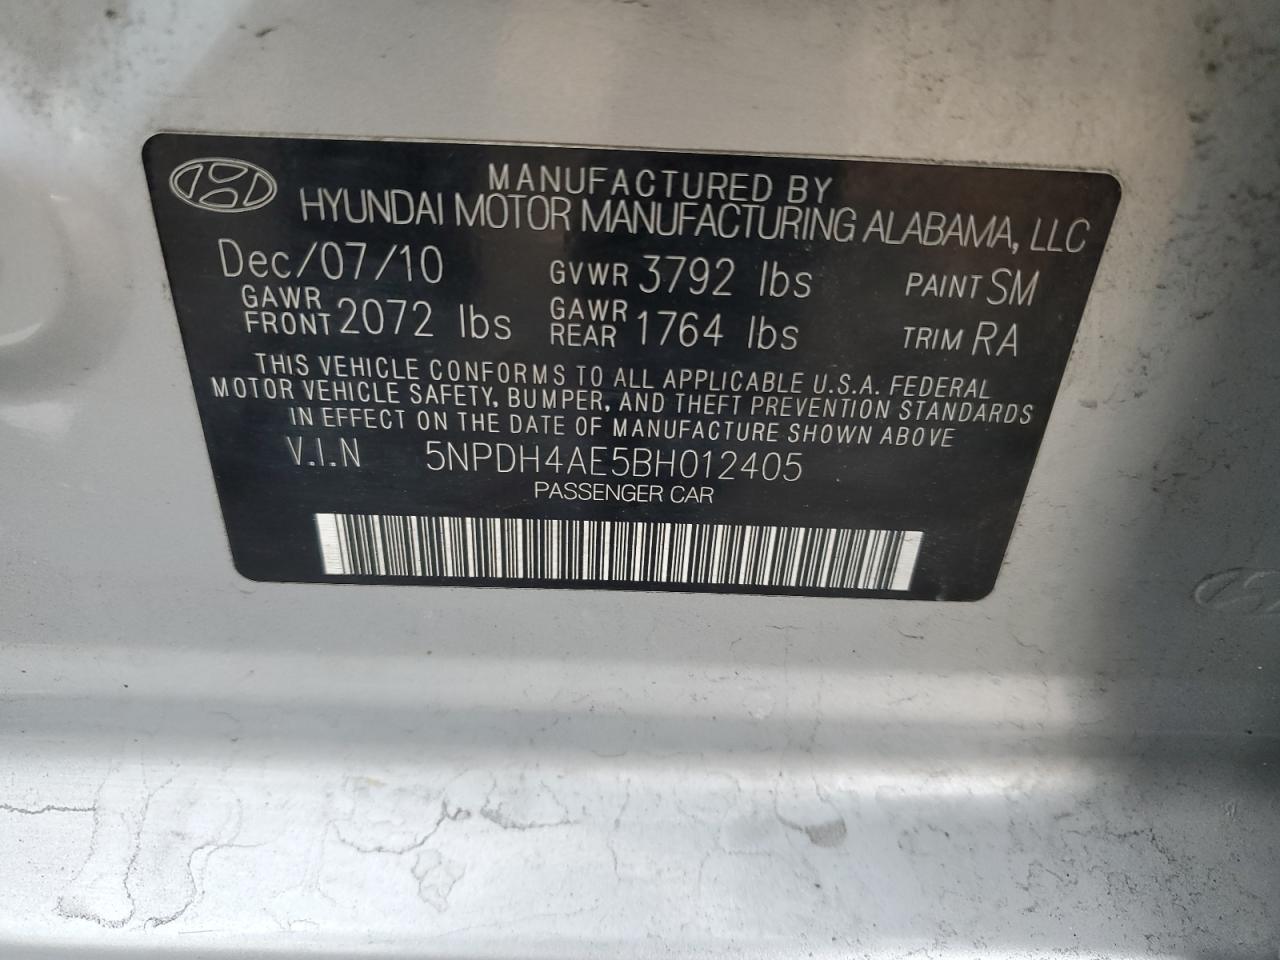 MANUFACTURED BY
HYUNDAI MOTOR MANUFACTURING ALABAMA, LLC
Dec/07/10 GVWR 3792 lbs PAINT SM
GAWR FRONT 2072 lbs GAWR REAR 1764 lbs TRIM RA
THIS VEHICLE CONFORMS TO ALL APPLICABLE U.S.A. FEDERAL
MOTOR VEHICLE SAFETY, BUMPER, AND THEFT PREVENTION STANDARDS
IN EFFECT ON THE DATE OF MANUFACTURE SHOWN ABOVE
V.I.N 5NPDH4AE5BH012405
PASSENGER CAR